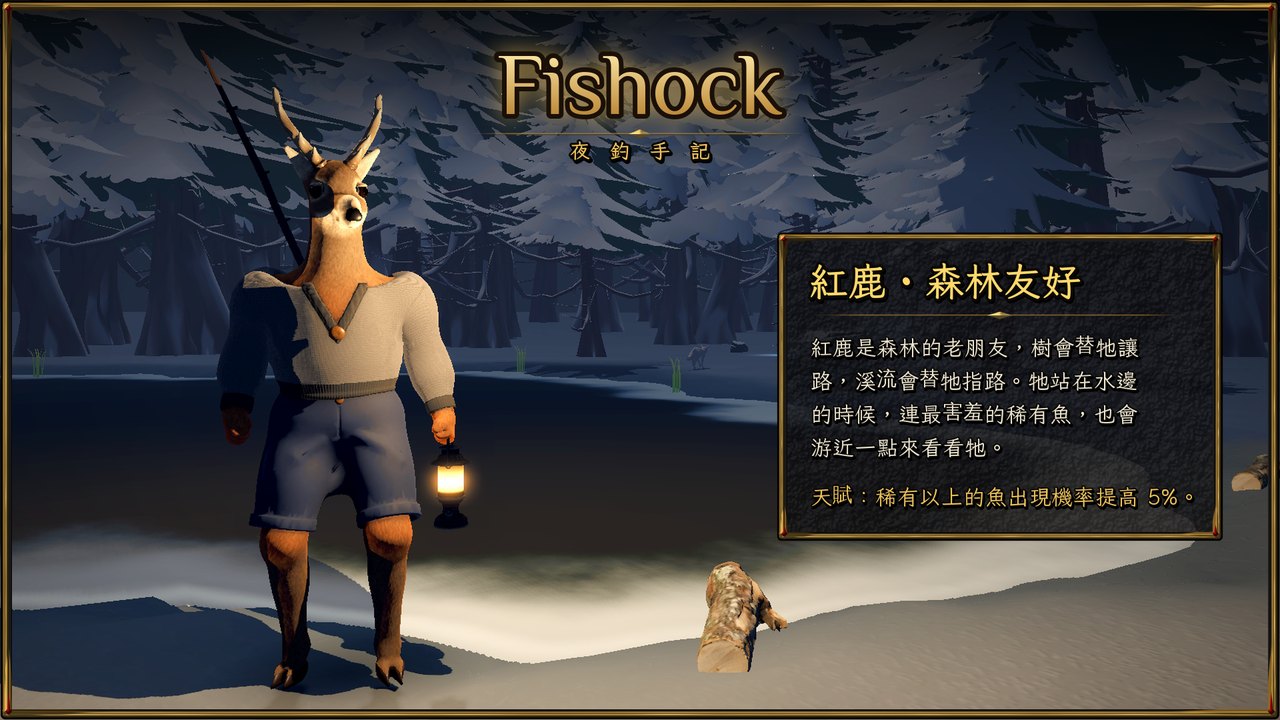 Fishock
夜釣手記
紅鹿・森林友好
紅鹿是森林的老朋友，樹會替牠讓
路，溪流會替牠指路。牠站在水邊
的時候，連最害羞的稀有魚，也會
游近一點來看看牠。
天賦：稀有以上的魚出現機率提高 5%。